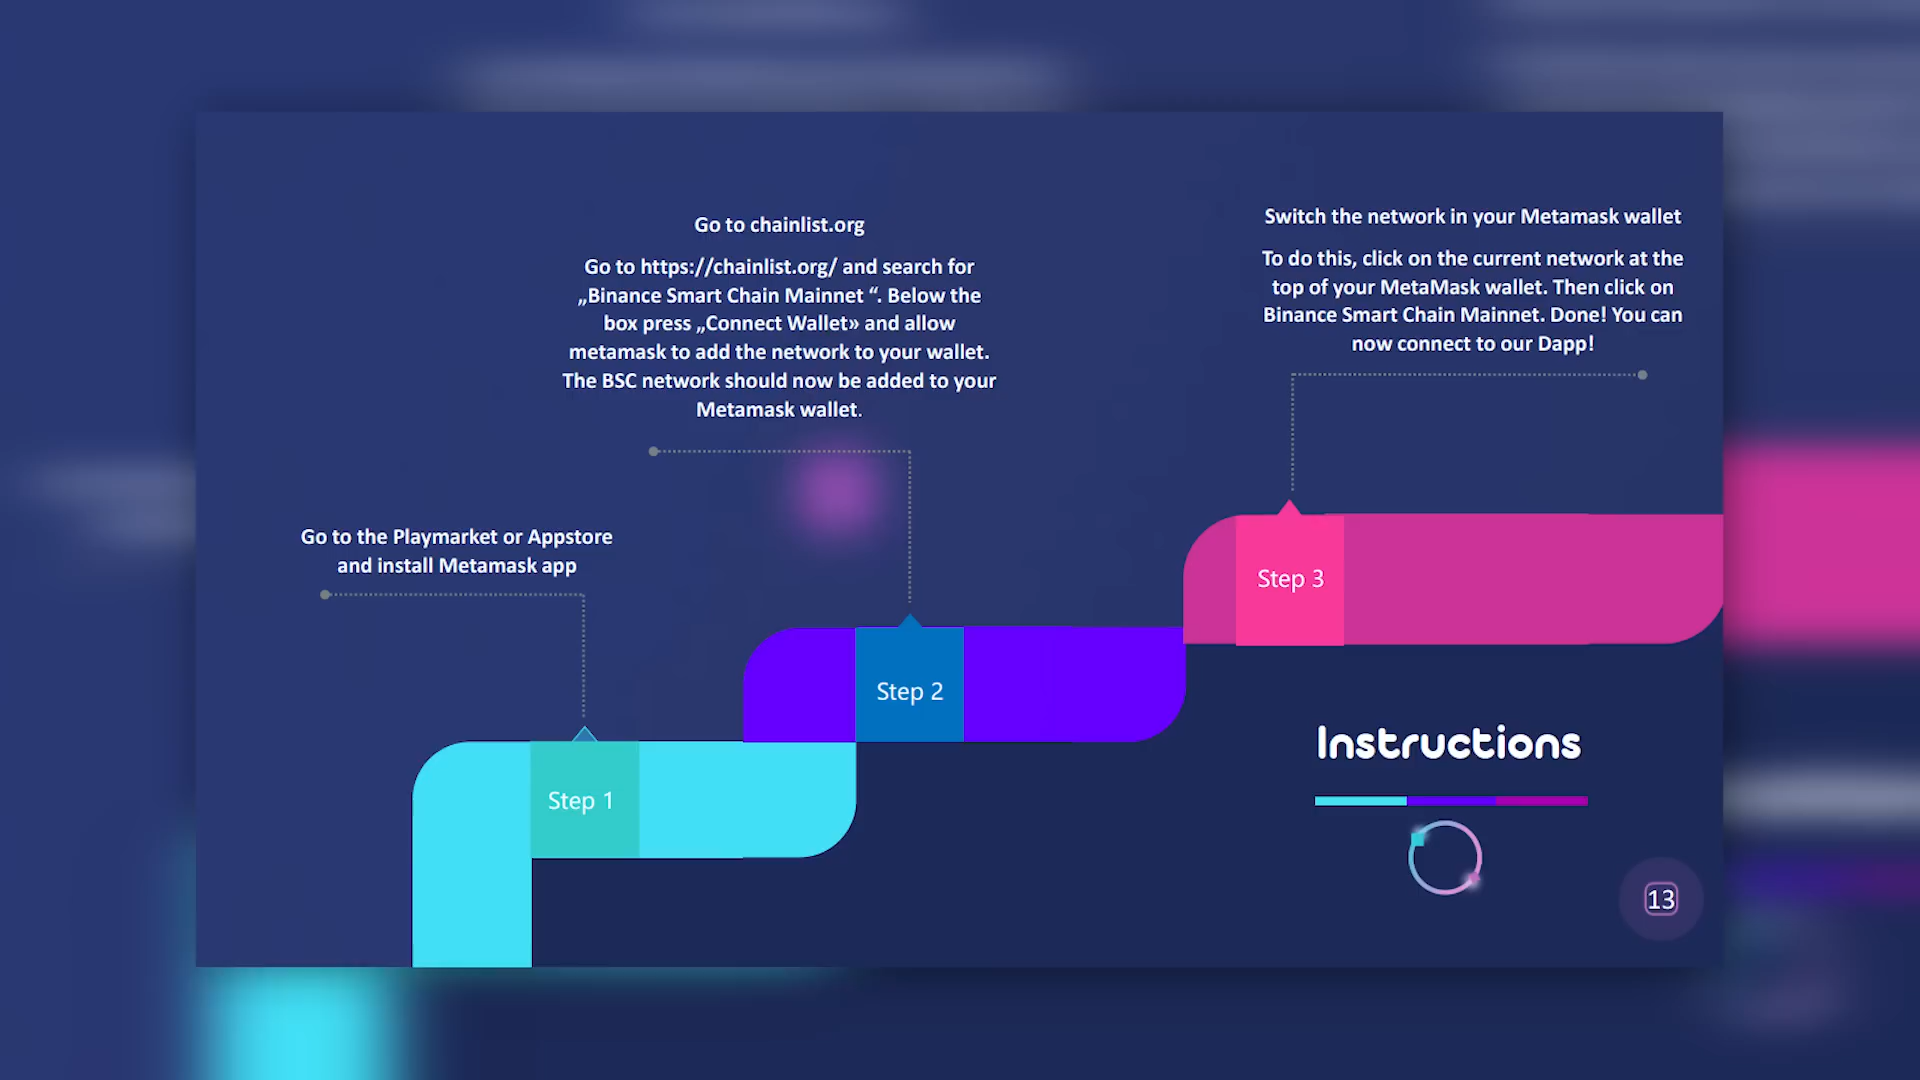 Go to the Playmarket or Appstore
and install Metamask app
Step 1
Go to chainlist.org
Go to https://chainlist.org/ and search for
„Binance Smart Chain Mainnet “. Below the
box press „Connect Wallet» and allow
metamask to add the network to your wallet.
The BSC network should now be added to your
Metamask wallet.
Step 2
Switch the network in your Metamask wallet
To do this, click on the current network at the
top of your MetaMask wallet. Then click on
Binance Smart Chain Mainnet. Done! You can
now connect to our Dapp!
Step 3
Instructions
13